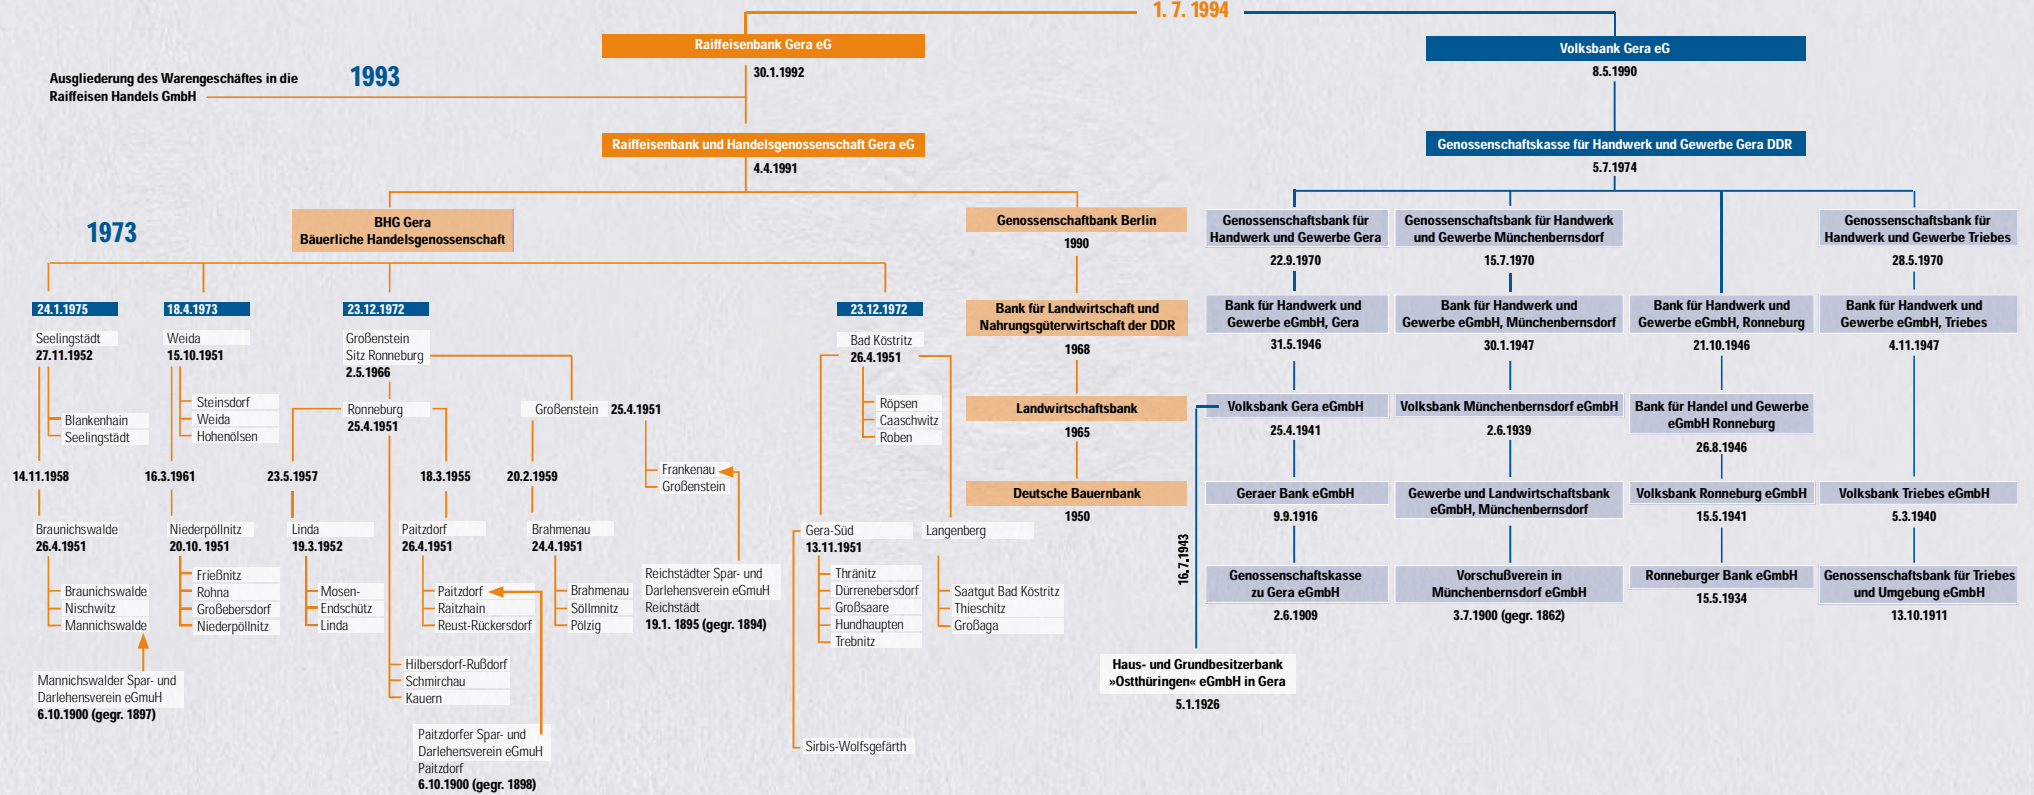 1. 7. 1994
Raiffeisenbank Gera eG
30.1.1992
Volksbank Gera eG
8.5.1990
Ausgliederung des Warengeschäftes in die
Raiffeisen Handels GmbH
1993
Raiffeisenbank und Handelsgenossenschaft Gera eG
4.4.1991
Genossenschaftskasse für Handwerk und Gewerbe Gera DDR
5.7.1974
1973
BHG Gera
Bäuerliche Handelsgenossenschaft
24.1.1975
Seelingstädt
27.11.1952
Blankenhain
Seelingstädt
14.11.1958
Braunichswalde
26.4.1951
Braunichswalde
Nischwitz
Mannichswalde
Mannichswalder Spar- und
Darlehensverein eGmuH
6.10.1900 (gegr. 1897)
18.4.1973
Weida
15.10.1951
Steinsdorf
Weida
Hohenölsen
16.3.1961
Niederpöllnitz
20.10. 1951
Frießnitz
Rohna
Großebersdorf
Niederpöllnitz
23.12.1972
Großenstein
Sitz Ronneburg
2.5.1966
Ronneburg
25.4.1951
23.5.1957
Linda
19.3.1952
Mosen-
Endschütz
Linda
18.3.1955
Paitzdorf
26.4.1951
Paitzdorf
Raitzhain
Reust-Rückersdorf
Hilbersdorf-Rußdorf
Schmirchau
Kauern
Paitzdorfer Spar- und
Darlehensverein eGmuH
Paitzdorf
6.10.1900 (gegr. 1898)
Großenstein 25.4.1951
20.2.1959
Brahmenau
24.4.1951
Brahmenau
Söllmnitz
Pölzig
Frankenau
Großenstein
Reichstädter Spar- und
Darlehensverein eGmuH
Reichstädt
19.1. 1895 (gegr. 1894)
23.12.1972
Bad Köstritz
26.4.1951
Röpsen
Caaschwitz
Roben
Gera-Süd
13.11.1951
Thränitz
Dürrenebersdorf
Großsaare
Hundhaupten
Trebnitz
Sirbis-Wolfsgefärth
Langenberg
Saatgut Bad Köstritz
Thieschitz
Großaga
Genossenschaftbank Berlin
1990
Bank für Landwirtschaft und
Nahrungsgüterwirtschaft der DDR
1968
Landwirtschaftsbank
1965
Deutsche Bauernbank
1950
Genossenschaftsbank für
Handwerk und Gewerbe Gera
22.9.1970
Bank für Handwerk und
Gewerbe eGmbH, Gera
31.5.1946
Volksbank Gera eGmbH
25.4.1941
Geraer Bank eGmbH
9.9.1916
Genossenschaftskasse
zu Gera eGmbH
2.6.1909
16.7.1943
Haus- und Grundbesitzerbank
»Ostthüringen« eGmbH in Gera
5.1.1926
Genossenschaftsbank für Handwerk
und Gewerbe Münchenbernsdorf
15.7.1970
Bank für Handwerk und
Gewerbe eGmbH, Münchenbernsdorf
30.1.1947
Volksbank Münchenbernsdorf eGmbH
2.6.1939
Gewerbe und Landwirtschaftsbank
eGmbH, Münchenbernsdorf
Vorschußverein in
Münchenbernsdorf eGmbH
3.7.1900 (gegr. 1862)
Bank für Handwerk und
Gewerbe eGmbH, Ronneburg
21.10.1946
Bank für Handel und Gewerbe
eGmbH Ronneburg
26.8.1946
Volksbank Ronneburg eGmbH
15.5.1941
Ronneburger Bank eGmbH
15.5.1934
Genossenschaftsbank für
Handwerk und Gewerbe Triebes
28.5.1970
Bank für Handwerk und
Gewerbe eGmbH, Triebes
4.11.1947
Volksbank Triebes eGmbH
5.3.1940
Genossenschaftsbank für Triebes
und Umgebung eGmbH
13.10.1911